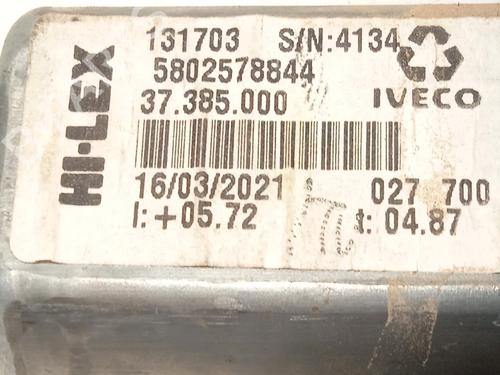 HI-LEX
131703 S/N:4134
5802578844
37.385.000
IVECO
16/03/2021 027 700
I:+05.72 t: 04.87